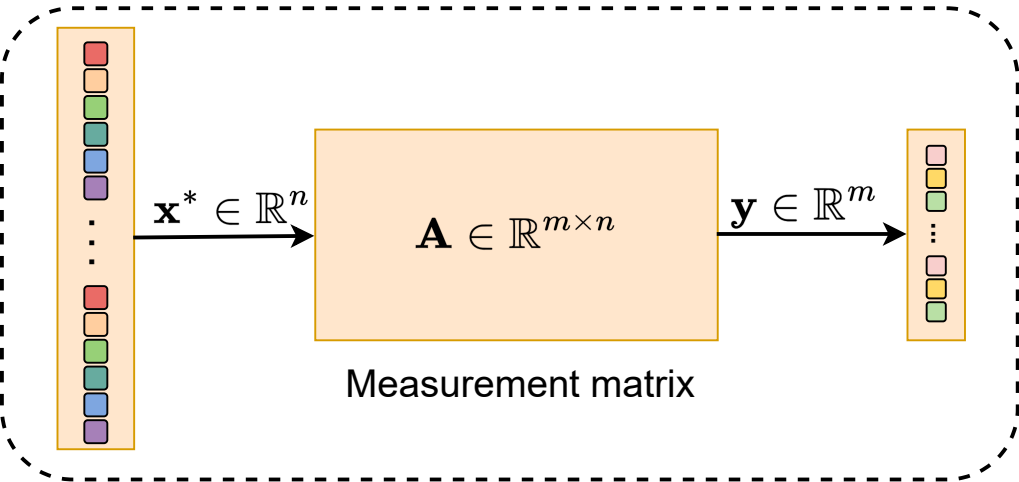 𝐱* ∈ ℝⁿ
𝐀 ∈ ℝᵐˣⁿ
𝐲 ∈ ℝᵐ
Measurement matrix